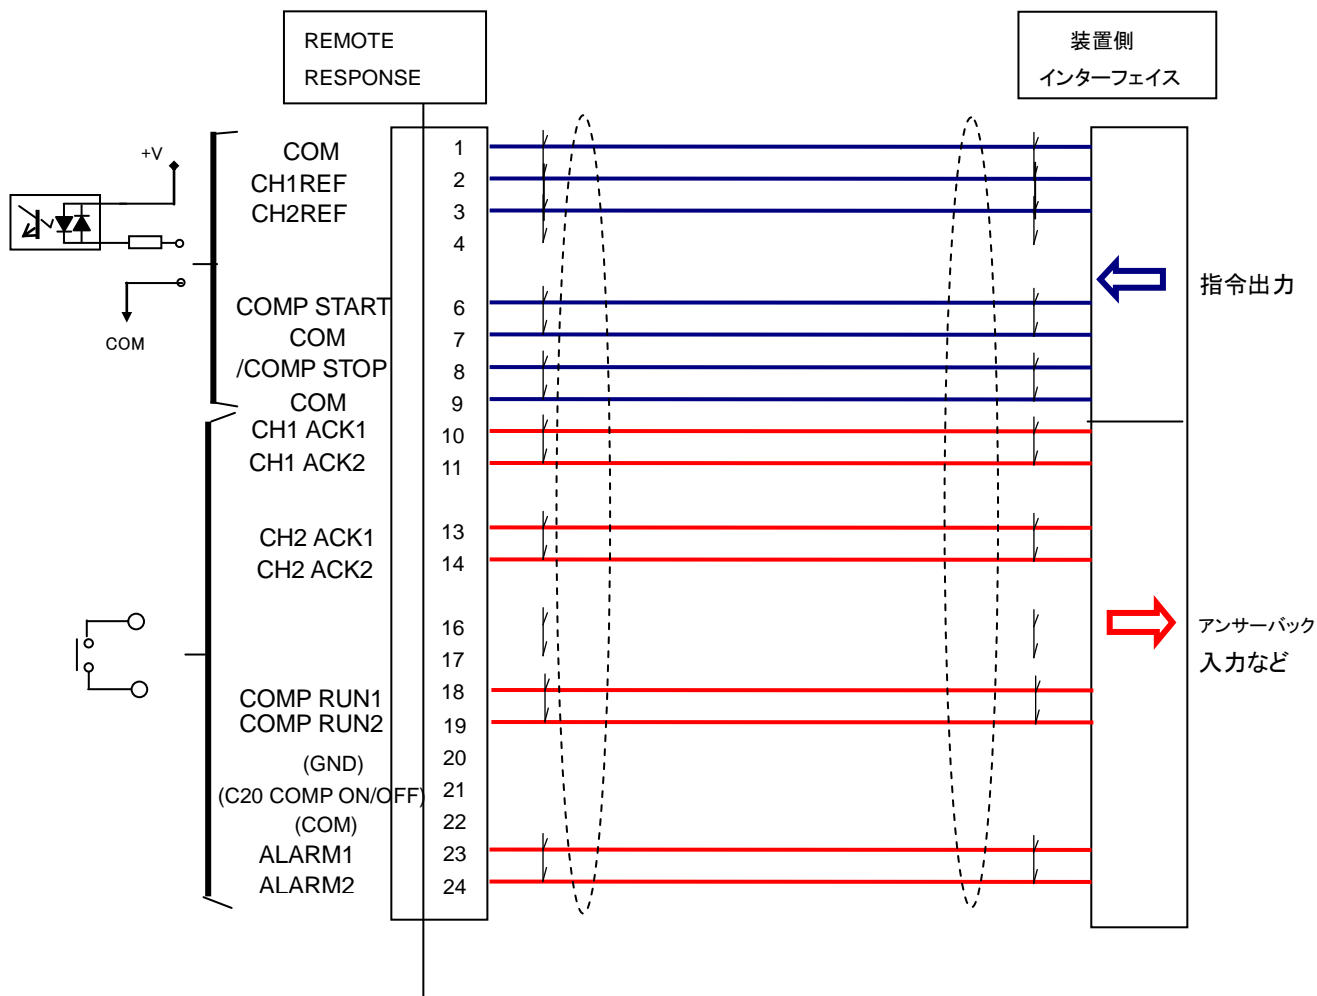 REMOTE
RESPONSE
装置側
インターフェイス
+V
COM
COM 1
CH1REF 2
CH2REF 3
4
COMP START 6
COM 7
/COMP STOP 8
COM 9
CH1 ACK1 10
CH1 ACK2 11
CH2 ACK1 13
CH2 ACK2 14
16
17
COMP RUN1 18
COMP RUN2 19
(GND) 20
(C20 COMP ON/OFF) 21
(COM) 22
ALARM1 23
ALARM2 24
指令出力
アンサーバック
入力など